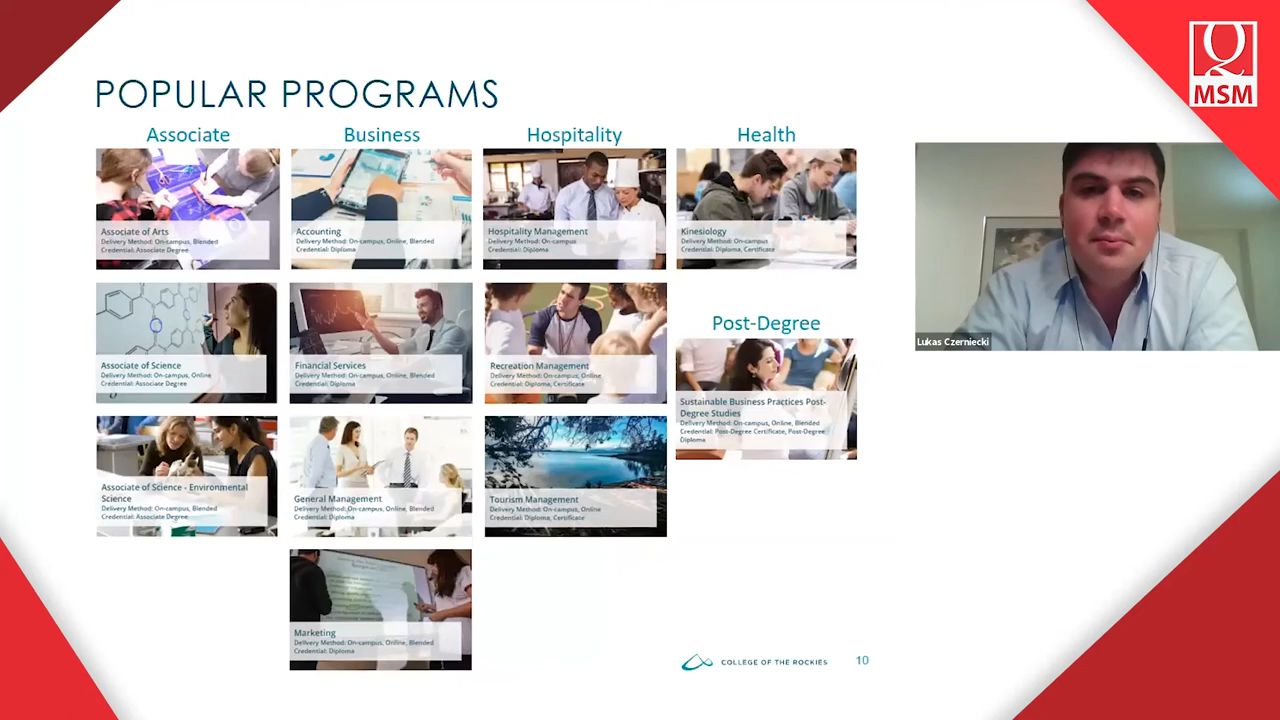 POPULAR PROGRAMS
Associate
Associate of Arts
Delivery Method: On-campus, Blended
Credential: Associate Degree
Associate of Science
Delivery Method: On-campus, Online
Credential: Associate Degree
Associate of Science - Environmental
Science
Delivery Method: On-campus, Blended
Credential: Associate Degree
Business
Accounting
Delivery Method: On-campus, Online, Blended
Credential: Diploma
Financial Services
Delivery Method: On-campus, Online, Blended
Credential: Diploma
General Management
Delivery Method: On-campus, Online, Blended
Credential: Diploma
Marketing
Delivery Method: On-campus, Online, Blended
Credential: Diploma
Hospitality
Hospitality Management
Delivery Method: On-campus
Credential: Diploma
Recreation Management
Delivery Method: On-campus, Online
Credential: Diploma, Certificate
Tourism Management
Delivery Method: On-campus, Online
Credential: Diploma, Certificate
Health
Kinesiology
Delivery Method: On-campus
Credential: Diploma, Certificate
Post-Degree
Sustainable Business Practices Post-
Degree Studies
Delivery Method: On-campus, Online, Blended
Credential: Post-Degree Certificate, Post-Degree
Diploma
COLLEGE OF THE ROCKIES
10
Q
MSM
Lukas Czerniecki